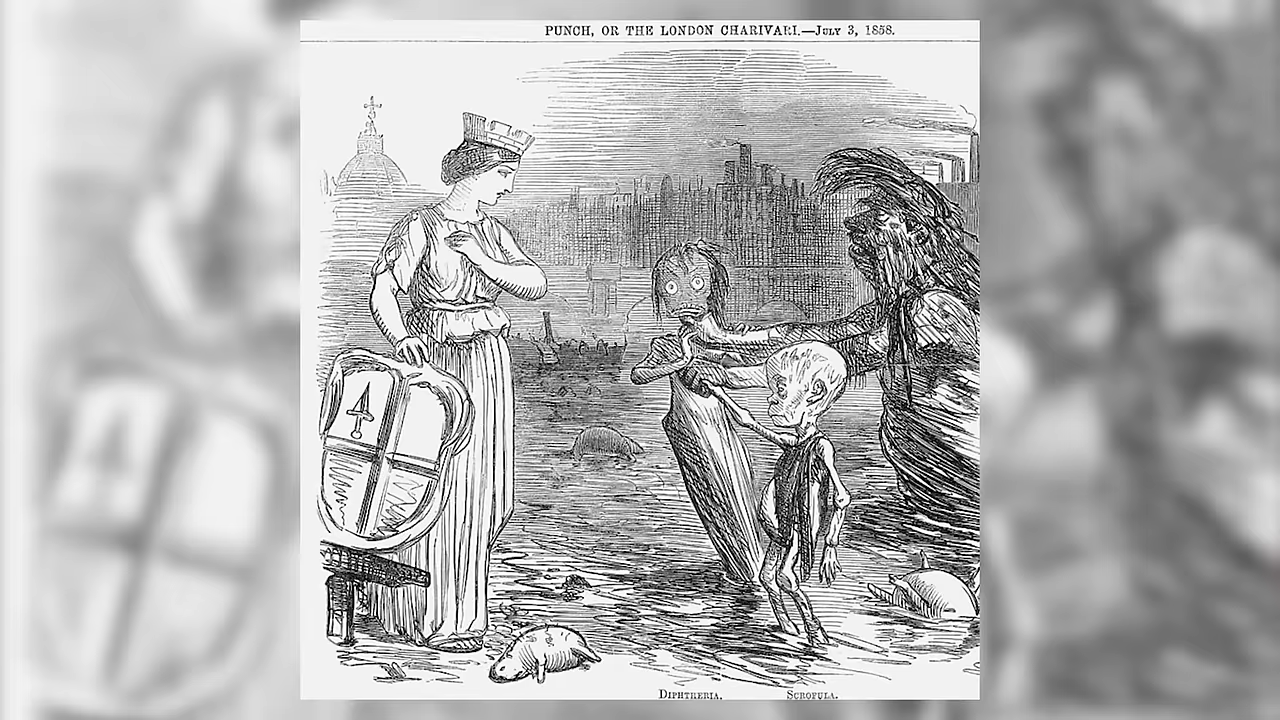 PUNCH, OR THE LONDON CHARIVARI.—JULY 3, 1858.
DIPHTHERIA. SCROFULA.